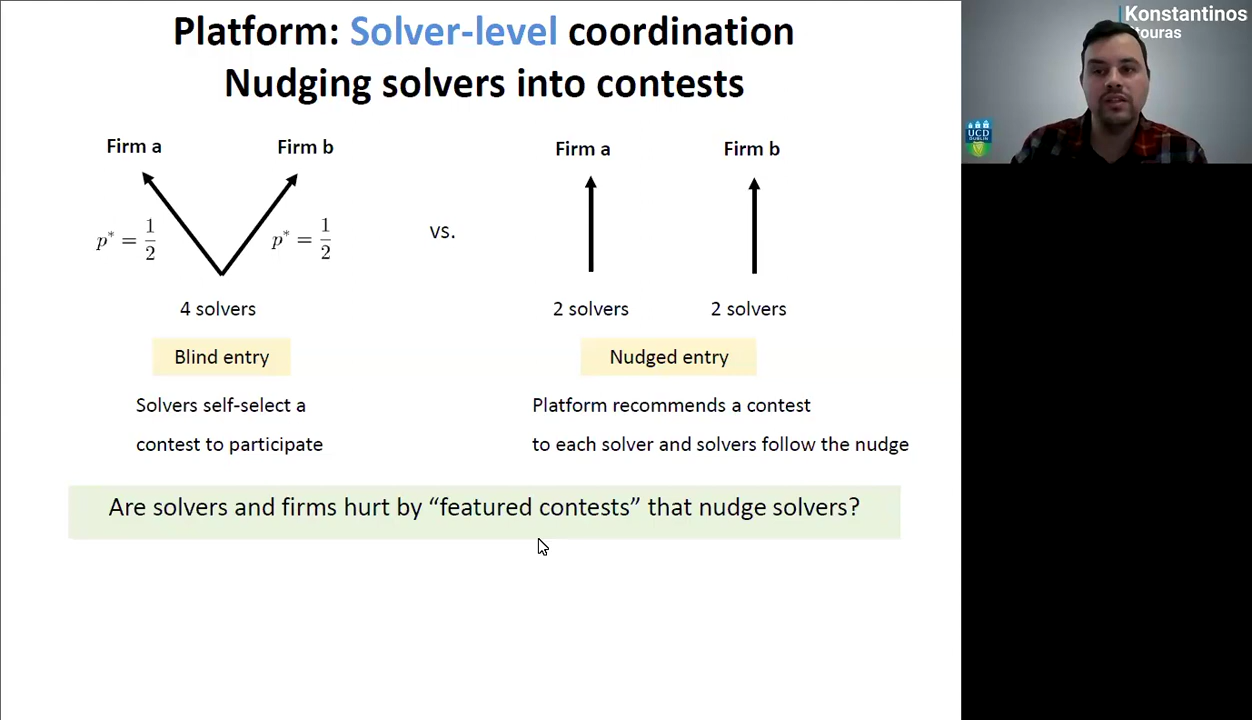 Platform: Solver-level coordination
Nudging solvers into contests
Firm a
Firm b
p* = 1/2
p* = 1/2
4 solvers
Blind entry
Solvers self-select a
contest to participate
vs.
Firm a
Firm b
2 solvers
2 solvers
Nudged entry
Platform recommends a contest
to each solver and solvers follow the nudge
Are solvers and firms hurt by “featured contests” that nudge solvers?
Konstantinos
UCD
DUBLIN